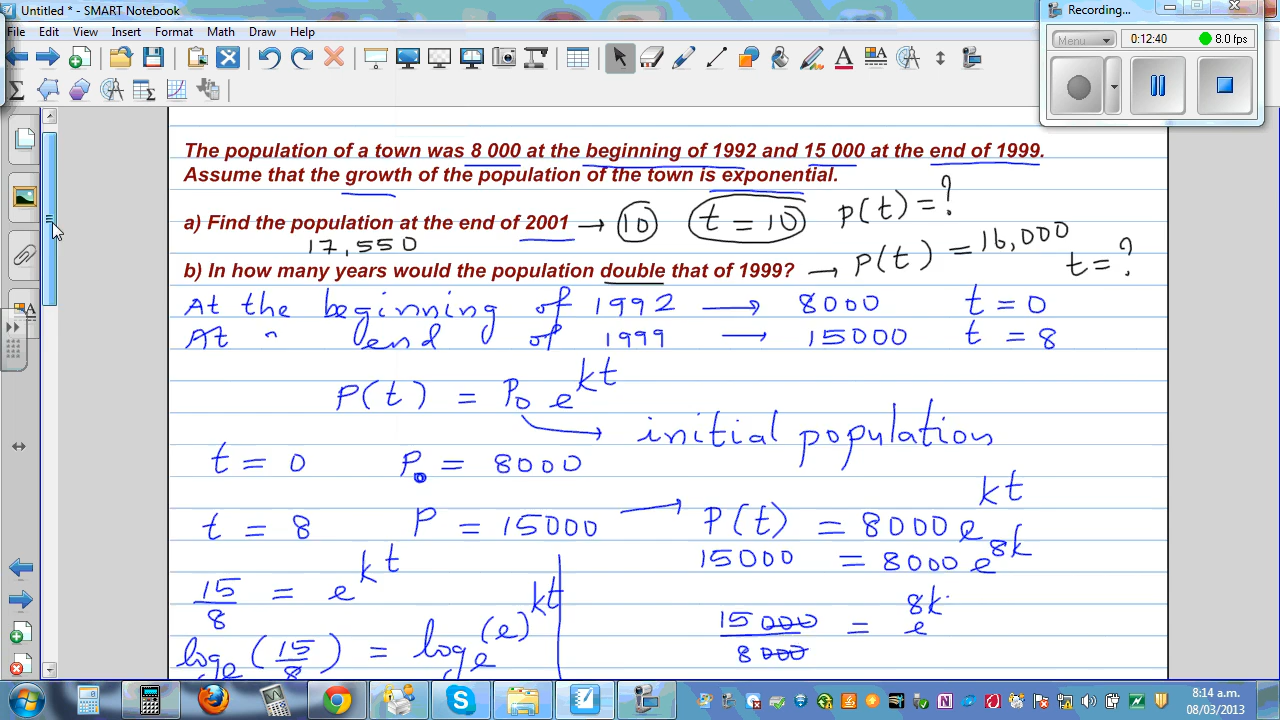 Untitled * - SMART Notebook
Recording...
File Edit View Insert Format Math Draw Help
Menu 0:12:40 8.0 fps
The population of a town was 8 000 at the beginning of 1992 and 15 000 at the end of 1999.
Assume that the growth of the population of the town is exponential.
a) Find the population at the end of 2001 → 10 t = 10 P(t) = ?
17,550
b) In how many years would the population double that of 1999? → P(t) = 16,000 t = ?
At the beginning of 1992 → 8000 t = 0
At " end of 1999 → 15000 t = 8
P(t) = P₀ e^kt
→ initial population
t = 0 P₀ = 8000
t = 8 P = 15000 → P(t) = 8000 e^kt
15000 = 8000 e^8k
15/8 = e^kt
15000/8000 = e^8k
logₑ(15/8) = logₑ(e)^kt
8:14 a.m.
08/03/2013